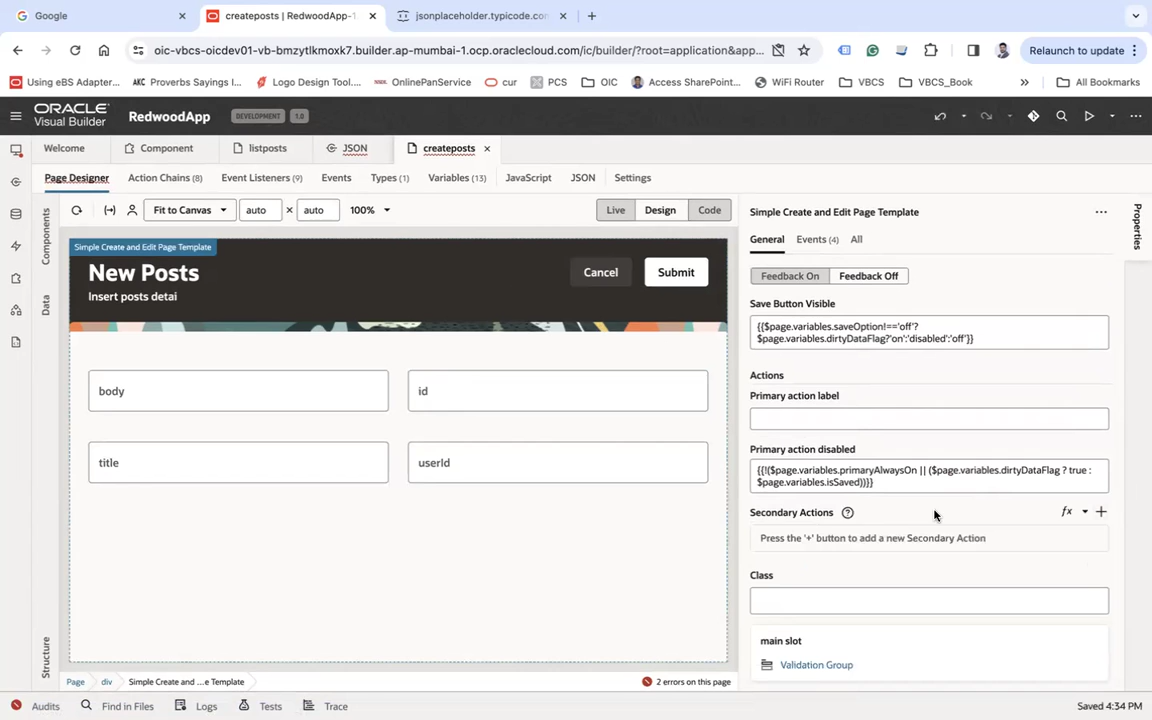 Google
createposts | RedwoodApp-1
jsonplaceholder.typicode.con
oic-vbcs-oicdev01-vb-bmzytlkmoxk7.builder.ap-mumbai-1.ocp.oraclecloud.com/ic/builder/?root=application&app...
Relaunch to update
Using eBS Adapter...
AKC Proverbs Sayings I...
Logo Design Tool....
OnlinePanService
cur
PCS
OIC
Access SharePoint...
WiFi Router
VBCS
VBCS_Book
»
All Bookmarks
ORACLE
Visual Builder
RedwoodApp
DEVELOPMENT
1.0
Welcome
Component
listposts
JSON
createposts
Page Designer
Action Chains (8)
Event Listeners (9)
Events
Types (1)
Variables (13)
JavaScript
JSON
Settings
Components
Data
Structure
Fit to Canvas
auto
×
auto
100%
Live
Design
Code
Simple Create and Edit Page Template
New Posts
Insert posts detai
Cancel
Submit
body
id
title
userId
Page
div
Simple Create and ...e Template
2 errors on this page
Simple Create and Edit Page Template
Properties
General
Events (4)
All
Feedback On
Feedback Off
Save Button Visible
{{$page.variables.saveOption!=='off'?
$page.variables.dirtyDataFlag?'on':'disabled':'off'}}
Actions
Primary action label
Primary action disabled
{{!($page.variables.primaryAlwaysOn || ($page.variables.dirtyDataFlag ? true :
$page.variables.isSaved))}}
Secondary Actions
fx
Press the '+' button to add a new Secondary Action
Class
main slot
Validation Group
Audits
Find in Files
Logs
Tests
Trace
Saved 4:34 PM